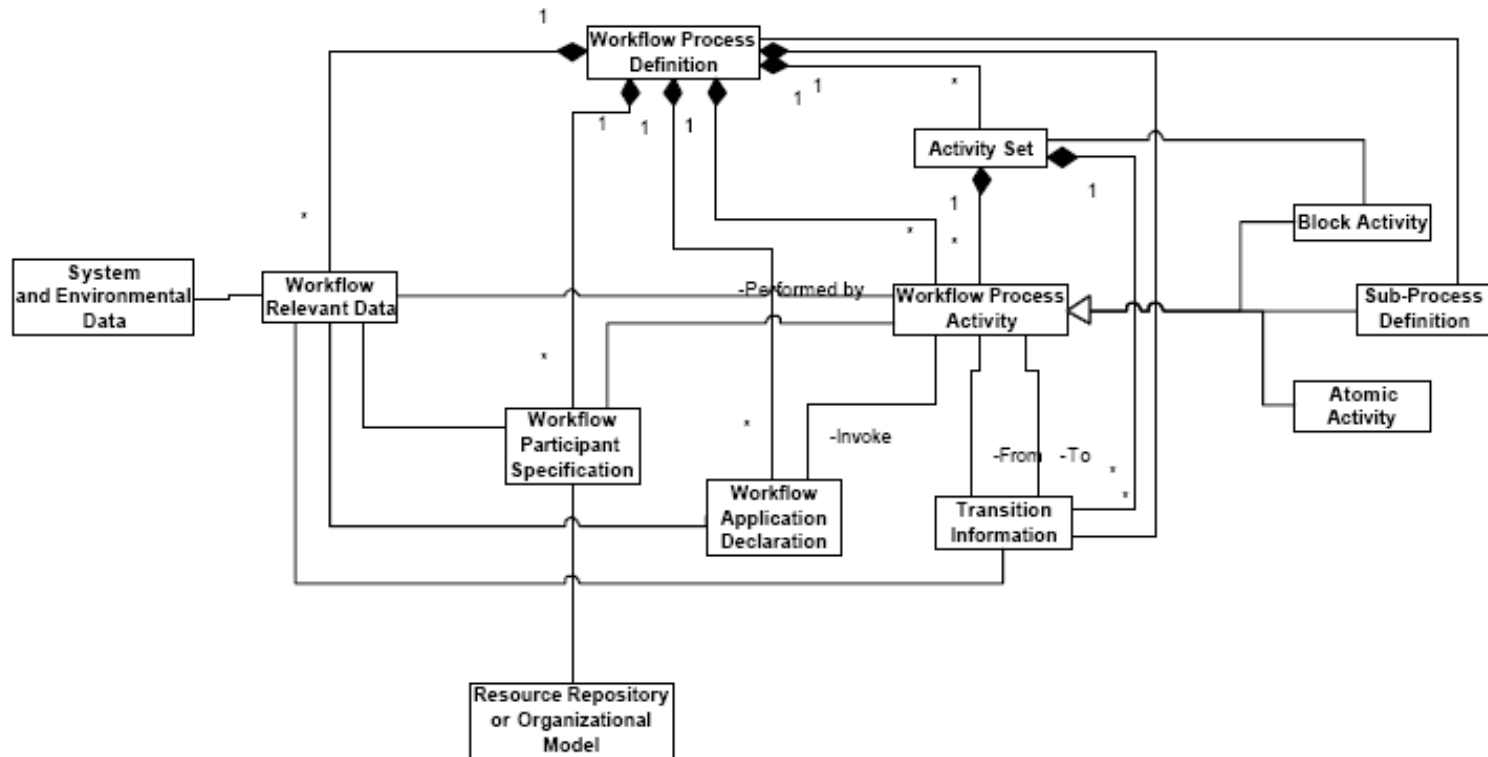 1
Workflow Process
Definition
1
1
*
1
1
1
Activity Set
1
1
*
Block Activity
*
*
System
and Environmental
Data
Workflow
Relevant Data
-Performed by
Workflow Process
Activity
Sub-Process
Definition
*
Atomic
Activity
Workflow
Participant
Specification
*
-Invoke
-From
-To
*
*
Workflow
Application
Declaration
Transition
Information
Resource Repository
or Organizational
Model